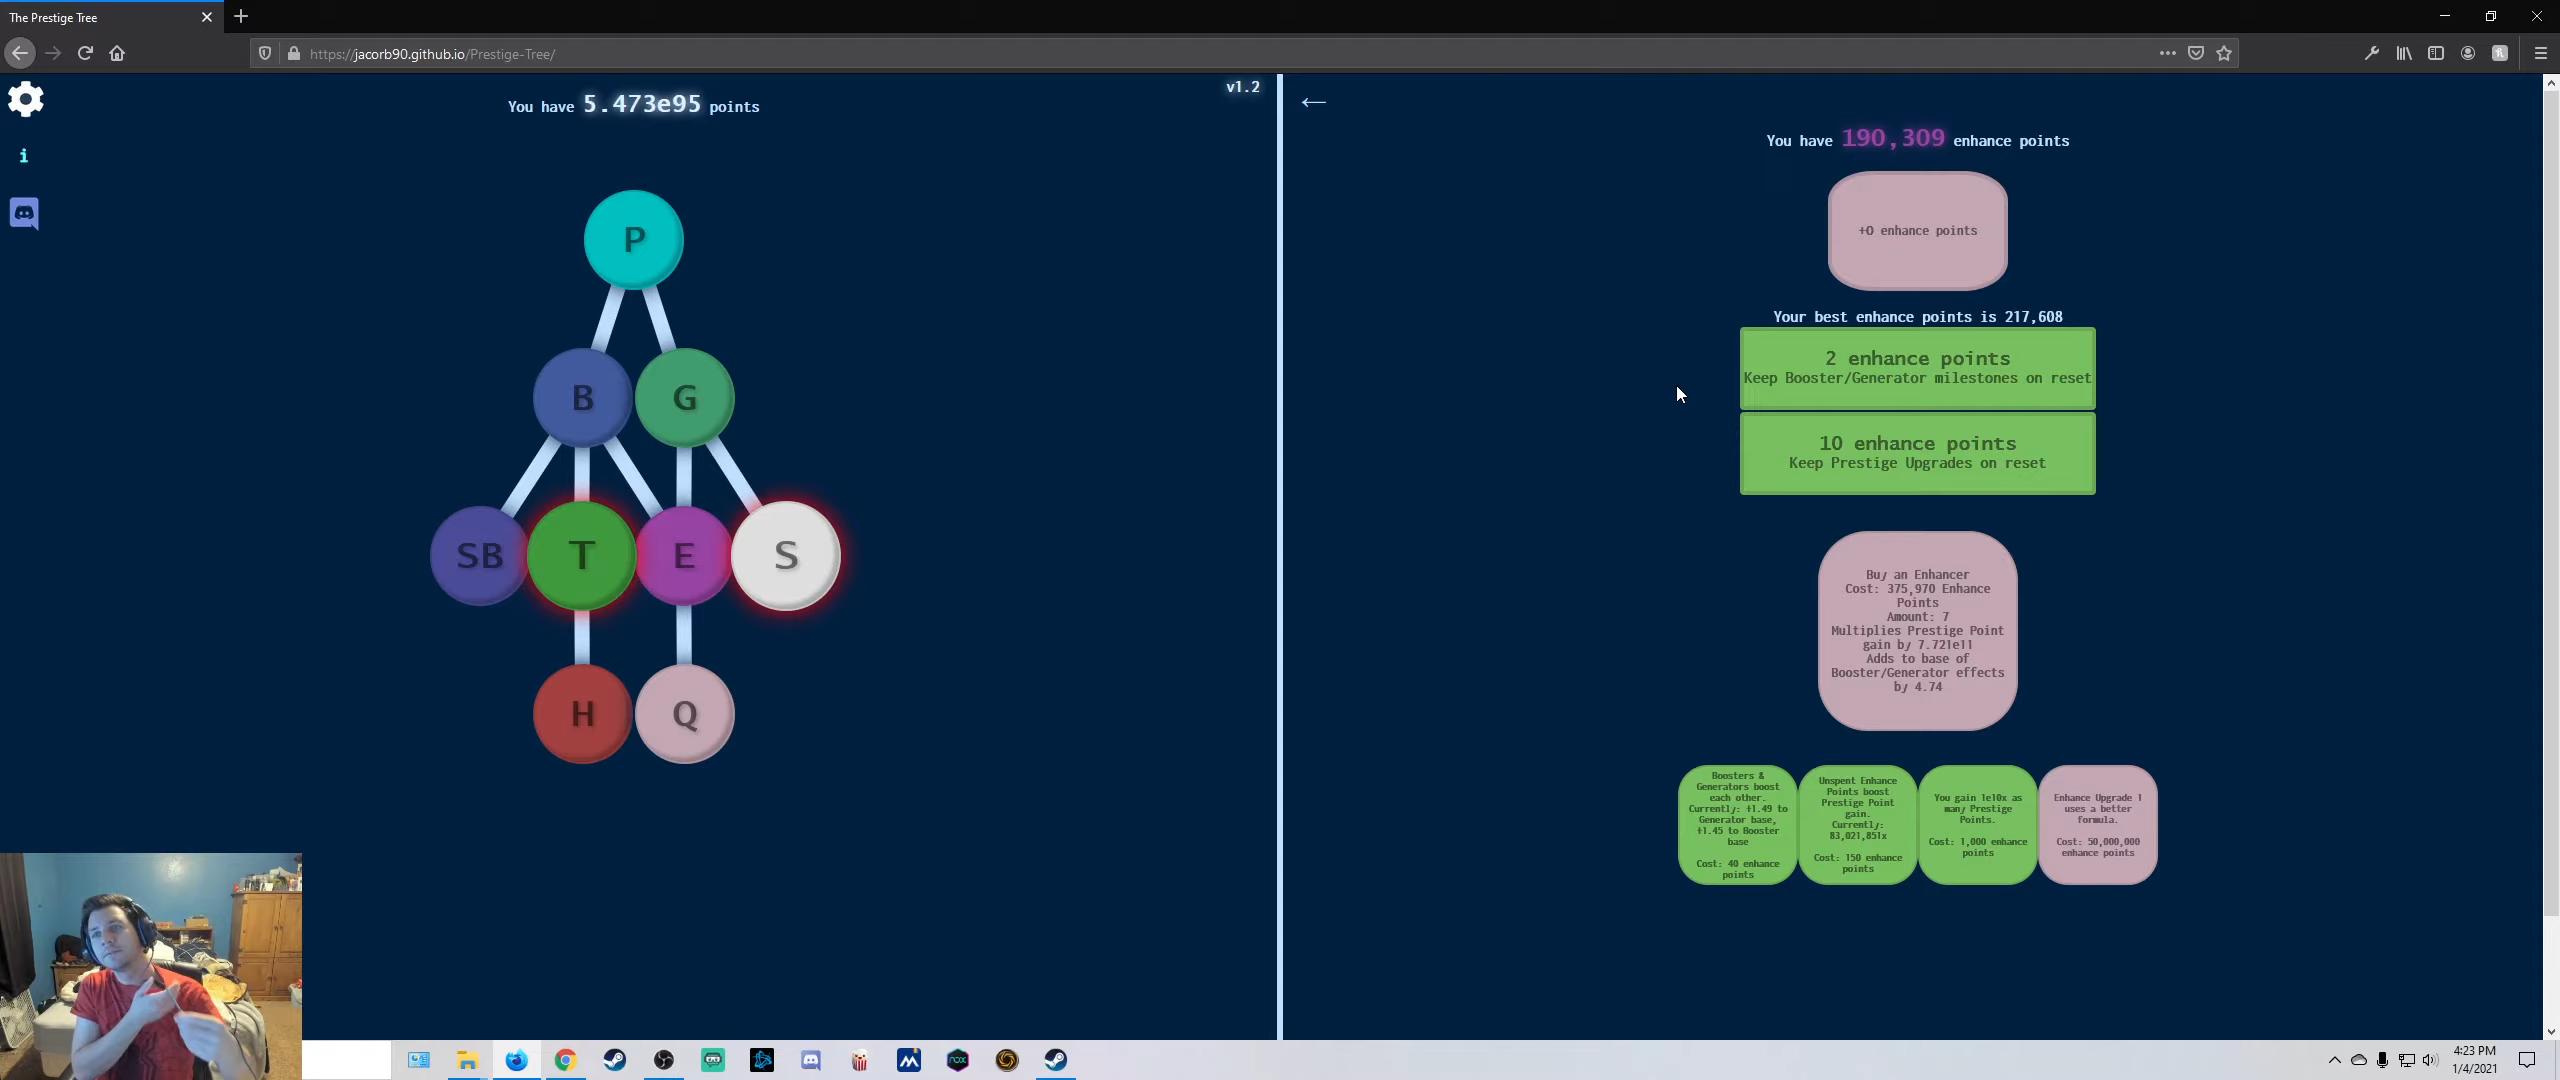 The Prestige Tree
https://jacorb90.github.io/Prestige-Tree/
v1.2
You have 5.473e95 points
P
B
G
SB
T
E
S
H
Q
You have 190,309 enhance points
+0 enhance points
Your best enhance points is 217,608
2 enhance points
Keep Booster/Generator milestones on reset
10 enhance points
Keep Prestige Upgrades on reset
Buy an Enhancer
Cost: 375,970 Enhance
Points
Amount: 7
Multiplies Prestige Point
gain by 7.721e11
Adds to base of
Booster/Generator effects
by 4.74
Boosters &
Generators boost
each other.
Currently: +1.49 to
Generator base,
+1.45 to Booster
base
Cost: 40 enhance
points
Unspent Enhance
Points boost
Prestige Point
gain.
Currently:
83,021,851x
Cost: 150 enhance
points
You gain 1e10x as
many Prestige
Points.
Cost: 1,000 enhance
points
Enhance Upgrade 1
uses a better
formula.
Cost: 50,000,000
enhance points
nox
4:23 PM
1/4/2021